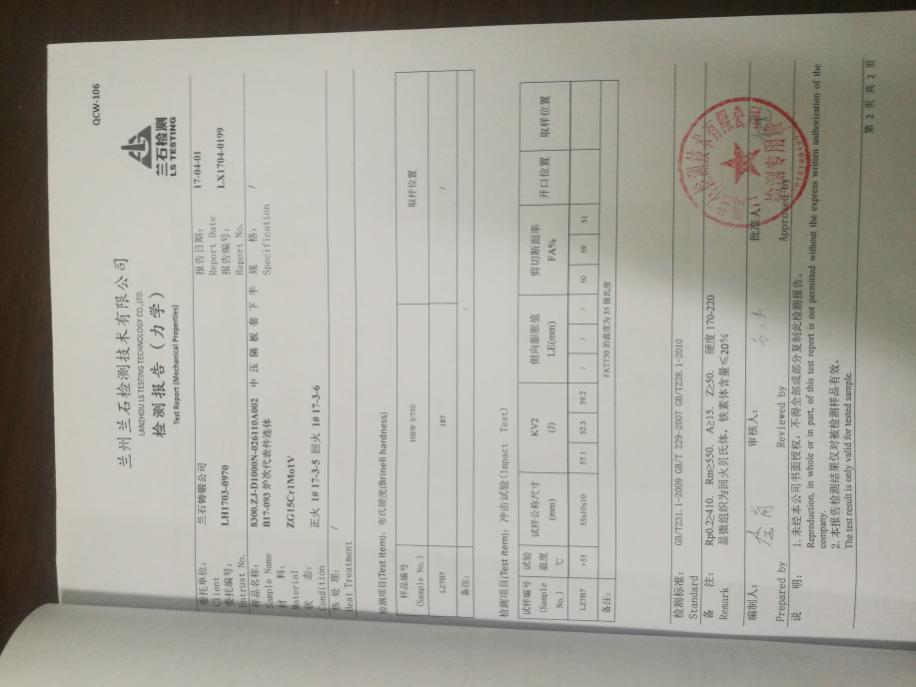 QCW-106
兰石检测
LS TESTING
兰州兰石检测技术有限公司
LANZHOU LS TESTING TECHNOLOGY CO.,LTD.
检测报告（力学）
Test Report (Mechanical Properties)
委托单位： 兰石铸锻公司 报告日期： 17-04-01
Client Report Date
委托编号： LH1703-0970 报告编号： LX1704-0199
Entrust No. Report No.
样品名称： 8300.ZJ-D1000N-026110A002 中压隔板套下半 规 格： /
Sample Name B17-093 炉次代表件连体 Specification
材 料： ZG15Cr1Mo1V
Material
状 态： 正火 1# 17-3-5 回火 1# 17-3-6
Condition
热处理： /
Heat Treatment
检测项目(Test item)：布氏硬度(Brinell hardness)
样品编号 HBW 5/750 取样位置
(Sample No.)
LZ7B7 187 /
备注： /
检测项目(Test item)：冲击试验(Impact Test)
试样编号 试验 试样公称尺寸 KV2 侧向膨胀值 剪切断面率 开口位置 取样位置
(Sample 温度 (mm) (J) LE(mm) FA%
No.) ℃
LZ7B7 +55 55x10x10 57.1 52.3 59.2 / / / 50 59 51
备注： FATT50的温度为55摄氏度
检测标准： GB/T231.1-2009 GB/T 229-2007 GB/T228.1-2010
Standard
备 注： Rp0.2≥410、 Rm≥550、 A≥15、 Z≥50、 硬度 170-220
Remark 显微组织为回火贝氏体，铁素体含量≤20%
编制人： 审核人： 批准人：
Prepared by Reviewed by Approved by
检测专用章
说 明： 1. 未经本公司书面授权，不得全部或部分复制此检测报告。
Reproduction, in whole or in part, of this test report is not permitted without the express written anthorization of the
company.
2. 本报告检测结果仅对被检测样品有效。
The test result is only valid for tested sample.
第 2 页 共 2 页